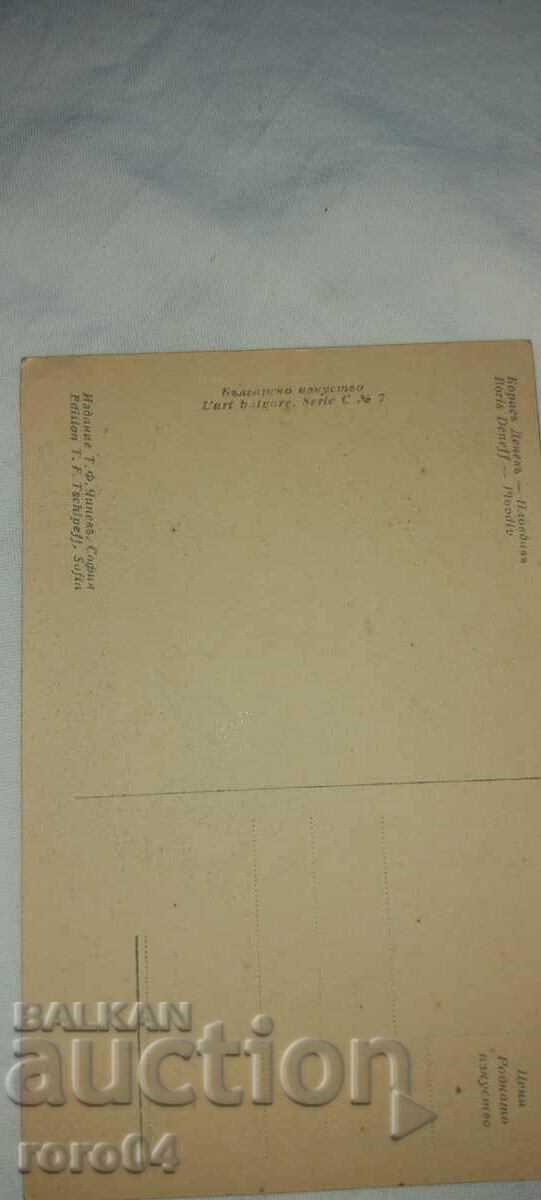 Борисъ Деневъ — Пловдивъ
Boris Deneff — Plovdiv
Българско изкуство
L'art bulgare. Serie C № 7
Издание Т. Ф. Чипевъ, София
Edition T. F. Tschipeff, Sofia
Цени
Родното
изкуство
BALKAN
auction
roro04